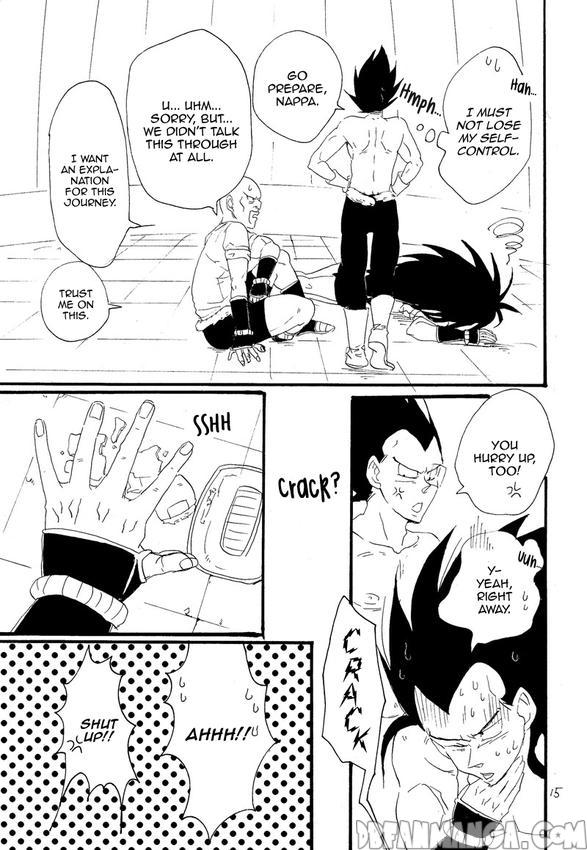 Hah...
I MUST
NOT LOSE
MY SELF-
CONTROL.
Hmph...
GO
PREPARE,
NAPPA.
U... UHM...
SORRY, BUT...
WE DIDN'T TALK
THIS THROUGH
AT ALL.
I WANT
AN EXPLA-
NATION
FOR THIS
JOURNEY.
TRUST
ME ON
THIS.
YOU
HURRY UP,
TOO!
uuh...
Y-
YEAH,
RIGHT
AWAY.
crack?
SSHH
CRACK
AHHH!!
SHUT
UP!!
15
DBFANMANGA.COM